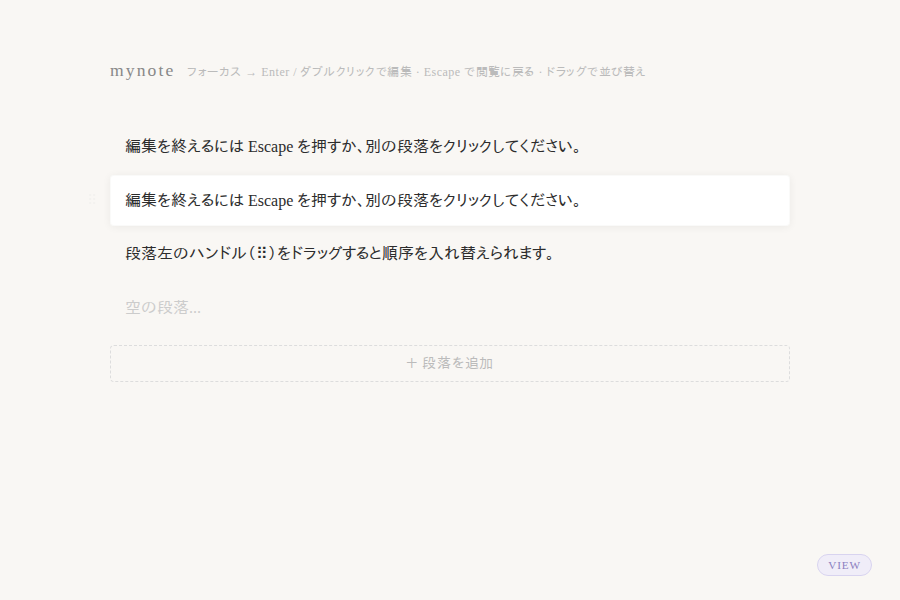 mynote フォーカス → Enter / ダブルクリックで編集 · Escape で閲覧に戻る · ドラッグで並び替え
編集を終えるには Escape を押すか、別の段落をクリックしてください。
編集を終えるには Escape を押すか、別の段落をクリックしてください。
段落左のハンドル（⠿）をドラッグすると順序を入れ替えられます。
空の段落...
＋ 段落を追加
VIEW